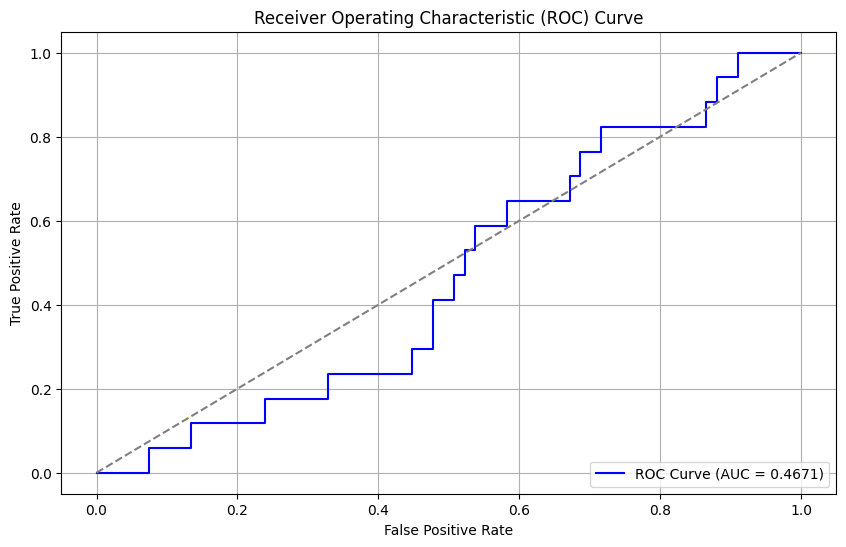 Receiver Operating Characteristic (ROC) Curve
1.0
0.8
0.6
0.4
0.2
0.0
True Positive Rate
ROC Curve (AUC = 0.4671)
0.0 0.2 0.4 0.6 0.8 1.0
False Positive Rate